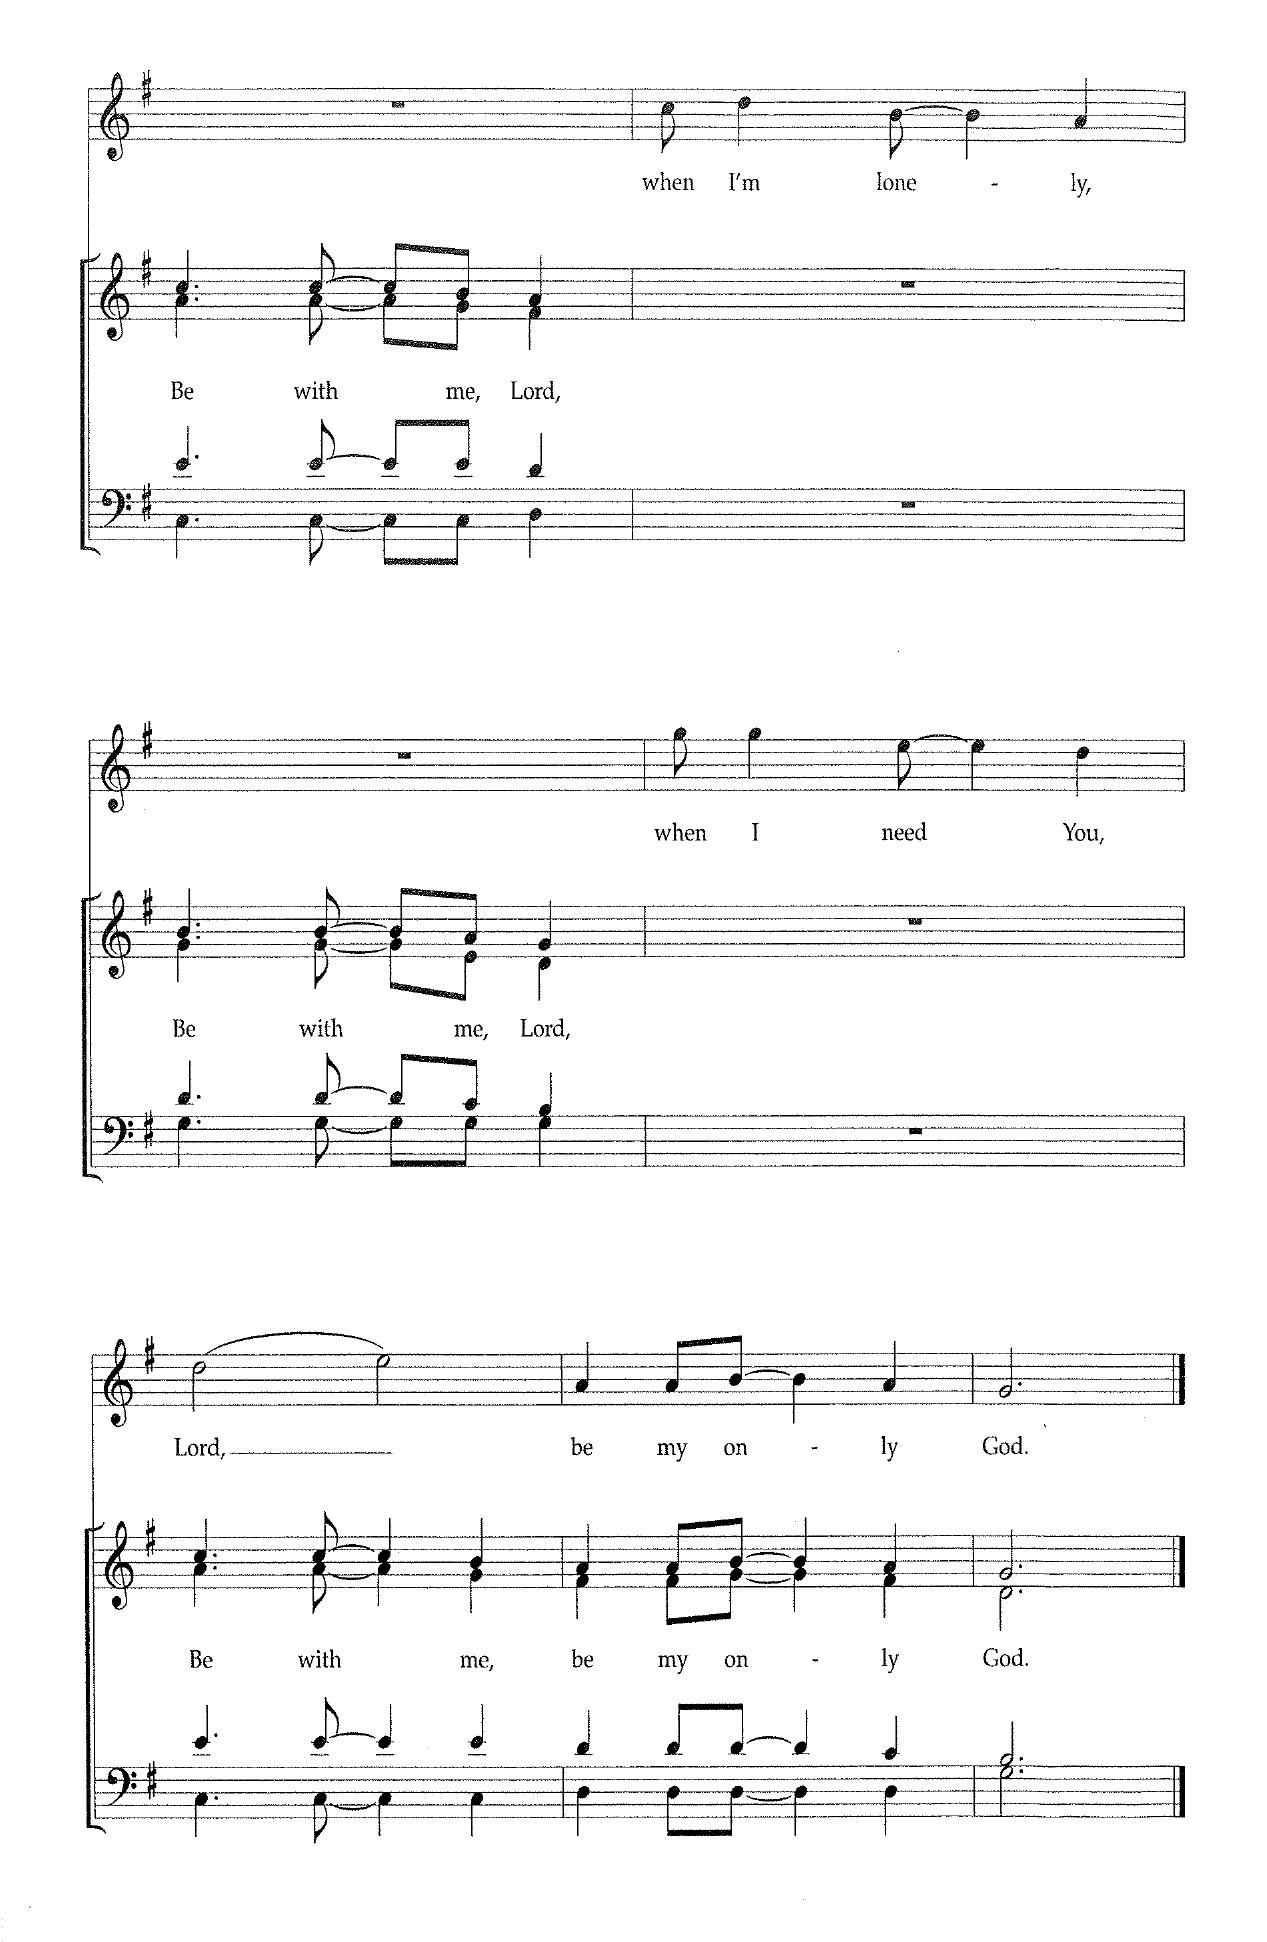 when I'm lone - ly,
Be with me, Lord,
when I need You,
Be with me, Lord,
Lord, be my on - ly God.
Be with me, be my on - ly God.